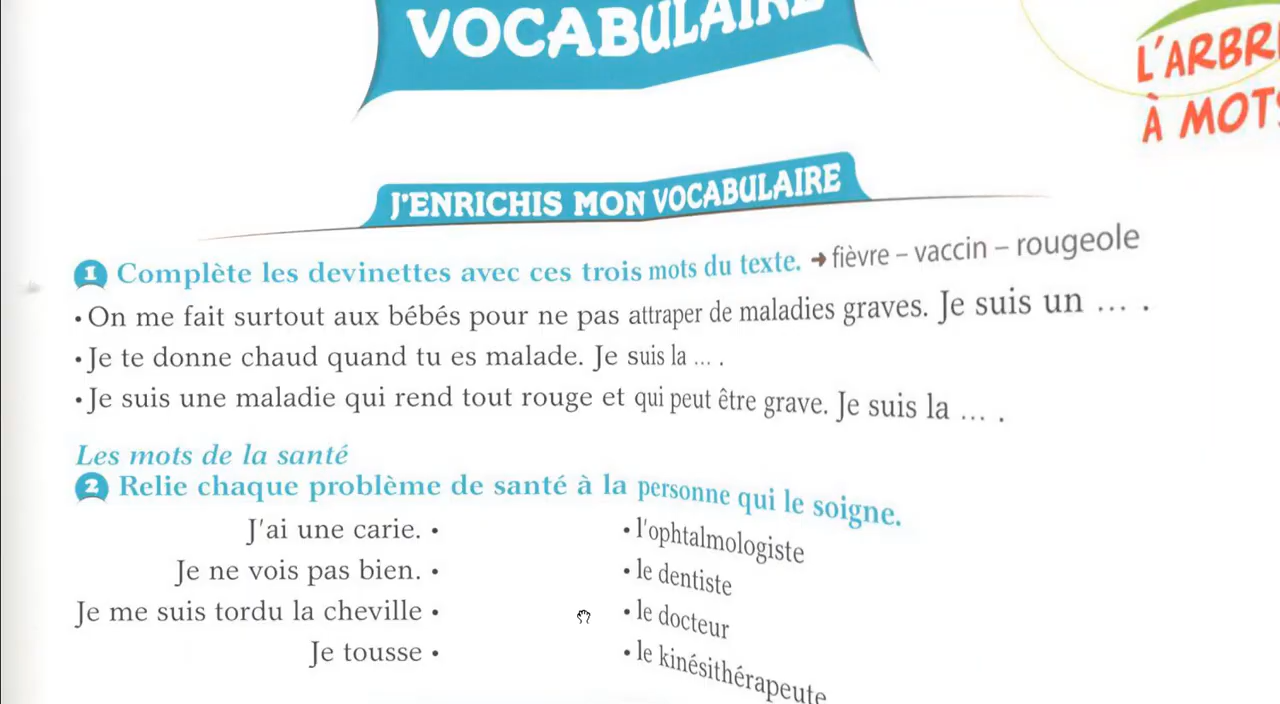 VOCABULAIRE
L'ARBRE
À MOTS
J'ENRICHIS MON VOCABULAIRE
1 Complète les devinettes avec ces trois mots du texte. → fièvre – vaccin – rougeole
• On me fait surtout aux bébés pour ne pas attraper de maladies graves. Je suis un ... .
• Je te donne chaud quand tu es malade. Je suis la ... .
• Je suis une maladie qui rend tout rouge et qui peut être grave. Je suis la ... .
Les mots de la santé
2 Relie chaque problème de santé à la personne qui le soigne.
J'ai une carie. • • l'ophtalmologiste
Je ne vois pas bien. • • le dentiste
Je me suis tordu la cheville • • le docteur
Je tousse • • le kinésithérapeute